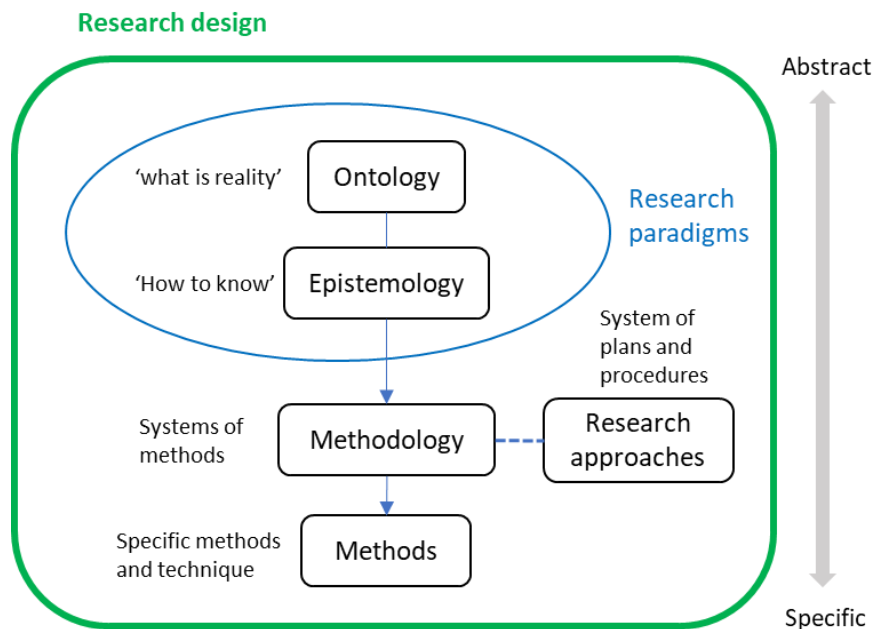 Research design
Abstract
‘what is reality’
Ontology
Research
paradigms
‘How to know’
Epistemology
System of
plans and
procedures
Systems of
methods
Methodology
Research
approaches
Specific methods
and technique
Methods
Specific